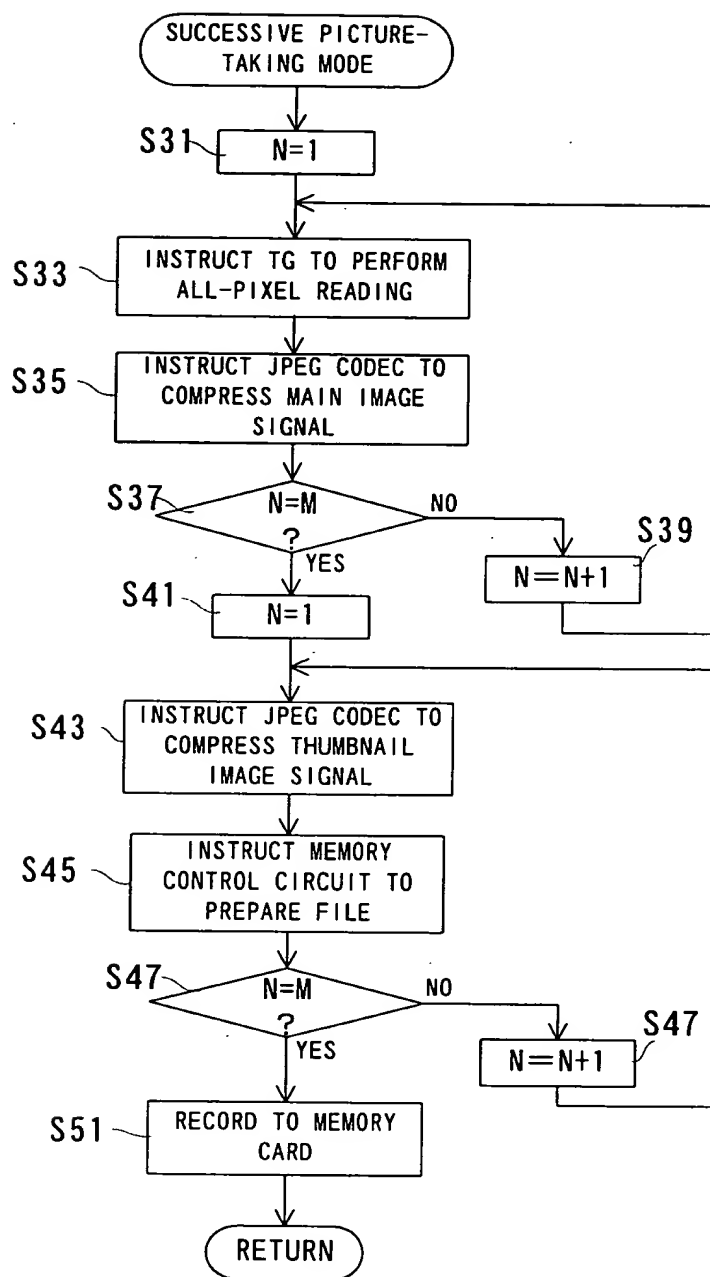 SUCCESSIVE PICTURE-
TAKING MODE
S31
N=1
S33
INSTRUCT TG TO PERFORM
ALL-PIXEL READING
S35
INSTRUCT JPEG CODEC TO
COMPRESS MAIN IMAGE
SIGNAL
S37
N=M
?
NO
YES
S39
N=N+1
S41
N=1
S43
INSTRUCT JPEG CODEC TO
COMPRESS THUMBNAIL
IMAGE SIGNAL
S45
INSTRUCT MEMORY
CONTROL CIRCUIT TO
PREPARE FILE
S47
N=M
?
NO
YES
S47
N=N+1
S51
RECORD TO MEMORY
CARD
RETURN